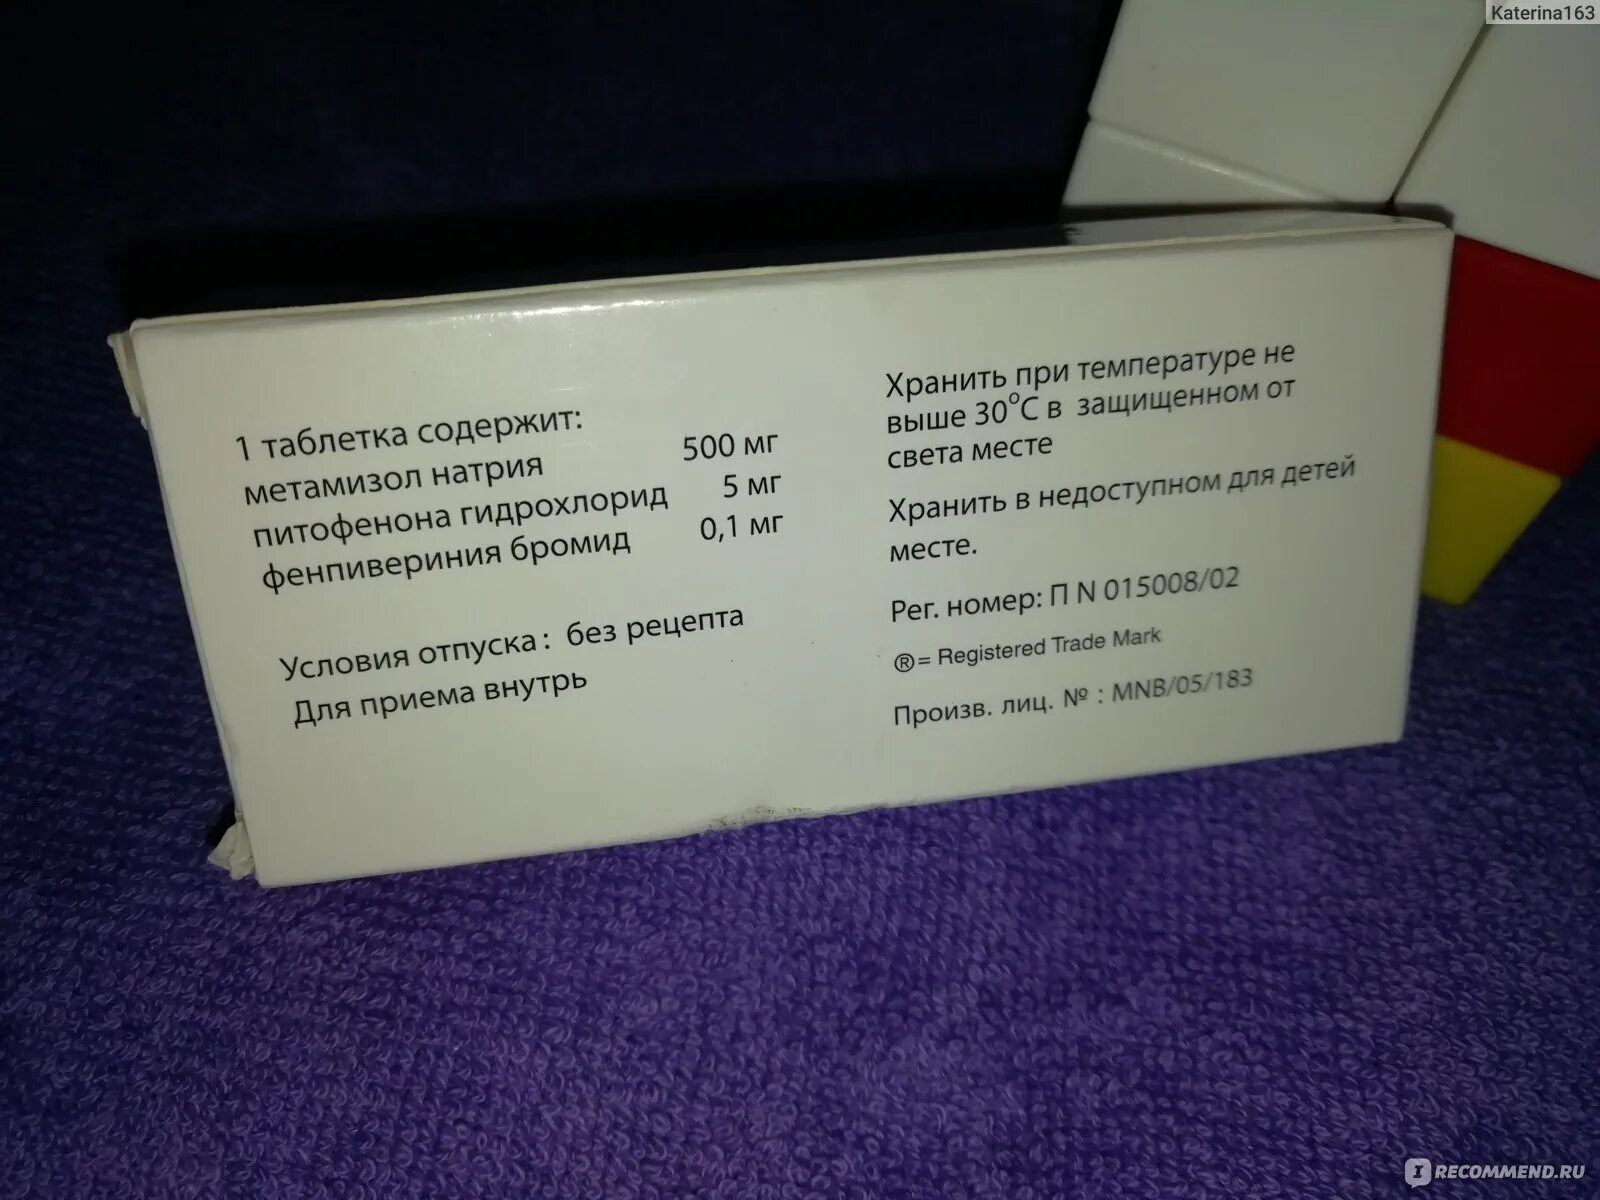 Katerina163
1 таблетка содержит:
метамизол натрия 500 мг
питофенона гидрохлорид 5 мг
фенпивериния бромид 0,1 мг
Условия отпуска : без рецепта
Для приема внутрь
Хранить при температуре не
выше 30°С в защищенном от
света месте
Хранить в недоступном для детей
месте.
Рег. номер: П N 015008/02
®= Registered Trade Mark
Произв. лиц. № : MNB/05/183
IRECOMMEND.RU